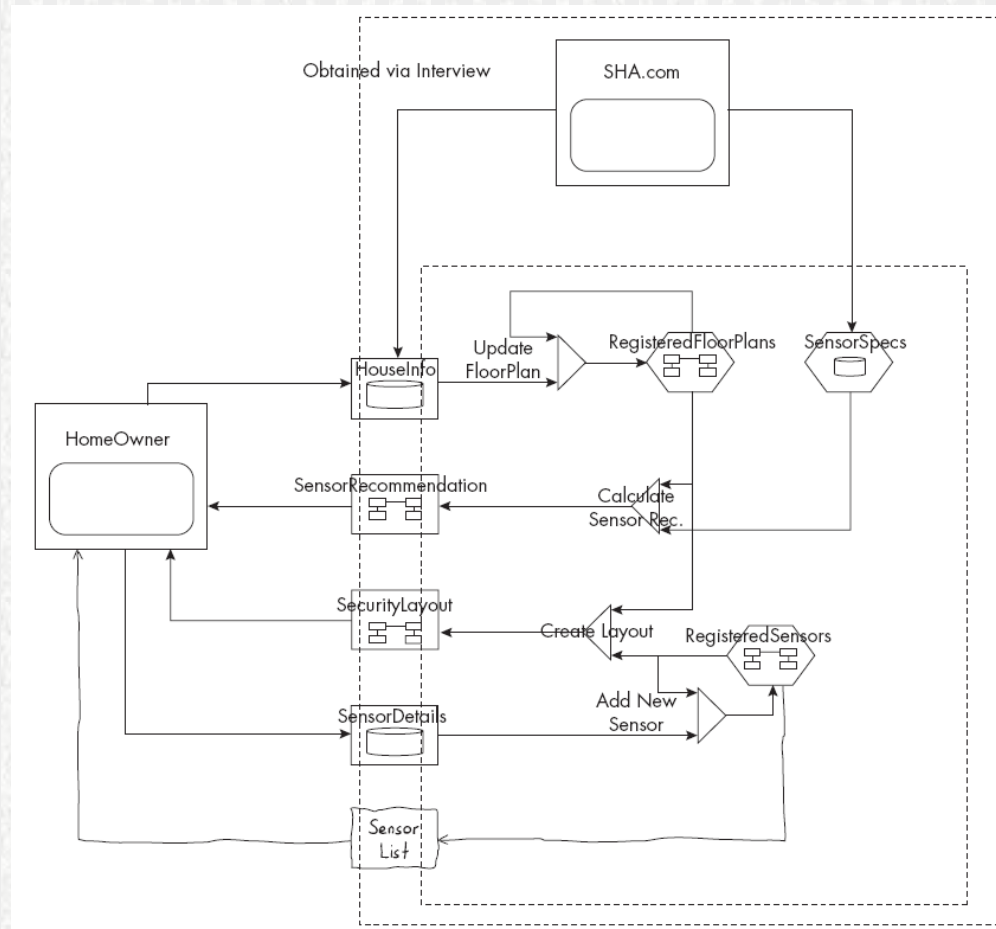 Obtained via Interview
SHA.com
Update
FloorPlan
RegisteredFloorPlans
SensorSpecs
HouseInfo
HomeOwner
SensorRecommendation
Calculate
Sensor Rec.
SecurityLayout
Create Layout
RegisteredSensors
SensorDetails
Add New
Sensor
Sensor
List